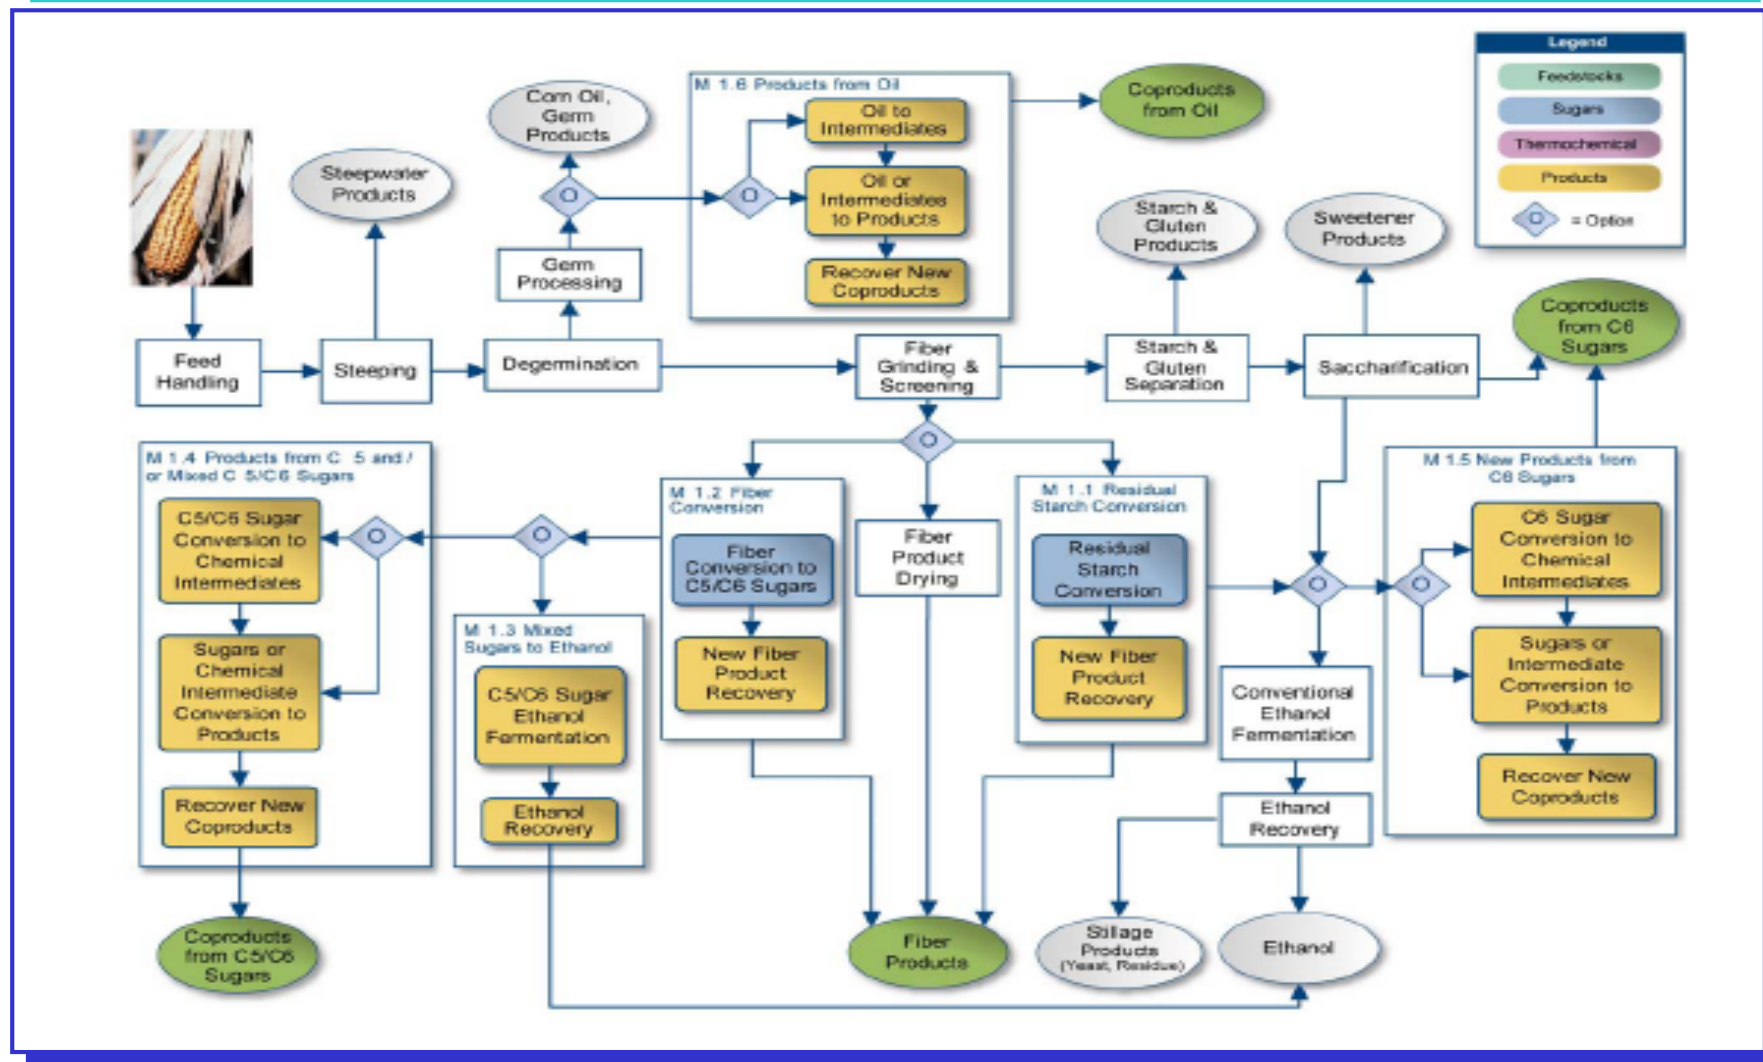 Legend
Feedstocks
Sugars
Thermochemical
Products
O
= Option
Corn Oil,
Germ
Products
M 1.6 Products from Oil
Oil to
Intermediates
Oil or
Intermediates
to Products
Recover New
Coproducts
Coproducts
from Oil
Steepwater
Products
O
O
Starch &
Gluten
Products
Sweetener
Products
Germ
Processing
Coproducts
from C6
Sugars
Feed
Handling
Steeping
Degermination
Fiber
Grinding &
Screening
Starch &
Gluten
Separation
Saccharification
O
M 1.4 Products from C 5 and /
or Mixed C 5/C6 Sugars
C5/C6 Sugar
Conversion to
Chemical
Intermediates
Sugars or
Chemical
Intermediate
Conversion to
Products
Recover New
Coproducts
O
O
M 1.3 Mixed
Sugars to Ethanol
C5/C6 Sugar
Ethanol
Fermentation
Ethanol
Recovery
M 1.2 Fiber
Conversion
Fiber
Conversion to
C5/C6 Sugars
New Fiber
Product
Recovery
Fiber
Product
Drying
M 1.1 Residual
Starch Conversion
Residual
Starch
Conversion
New Fiber
Product
Recovery
O
O
Conventional
Ethanol
Fermentation
Ethanol
Recovery
M 1.5 New Products from
C6 Sugars
C6 Sugar
Conversion to
Chemical
Intermediates
Sugars or
Intermediate
Conversion to
Products
Recover New
Coproducts
Coproducts
from C5/C6
Sugars
Fiber
Products
Stillage
Products
(Yeast, Residue)
Ethanol